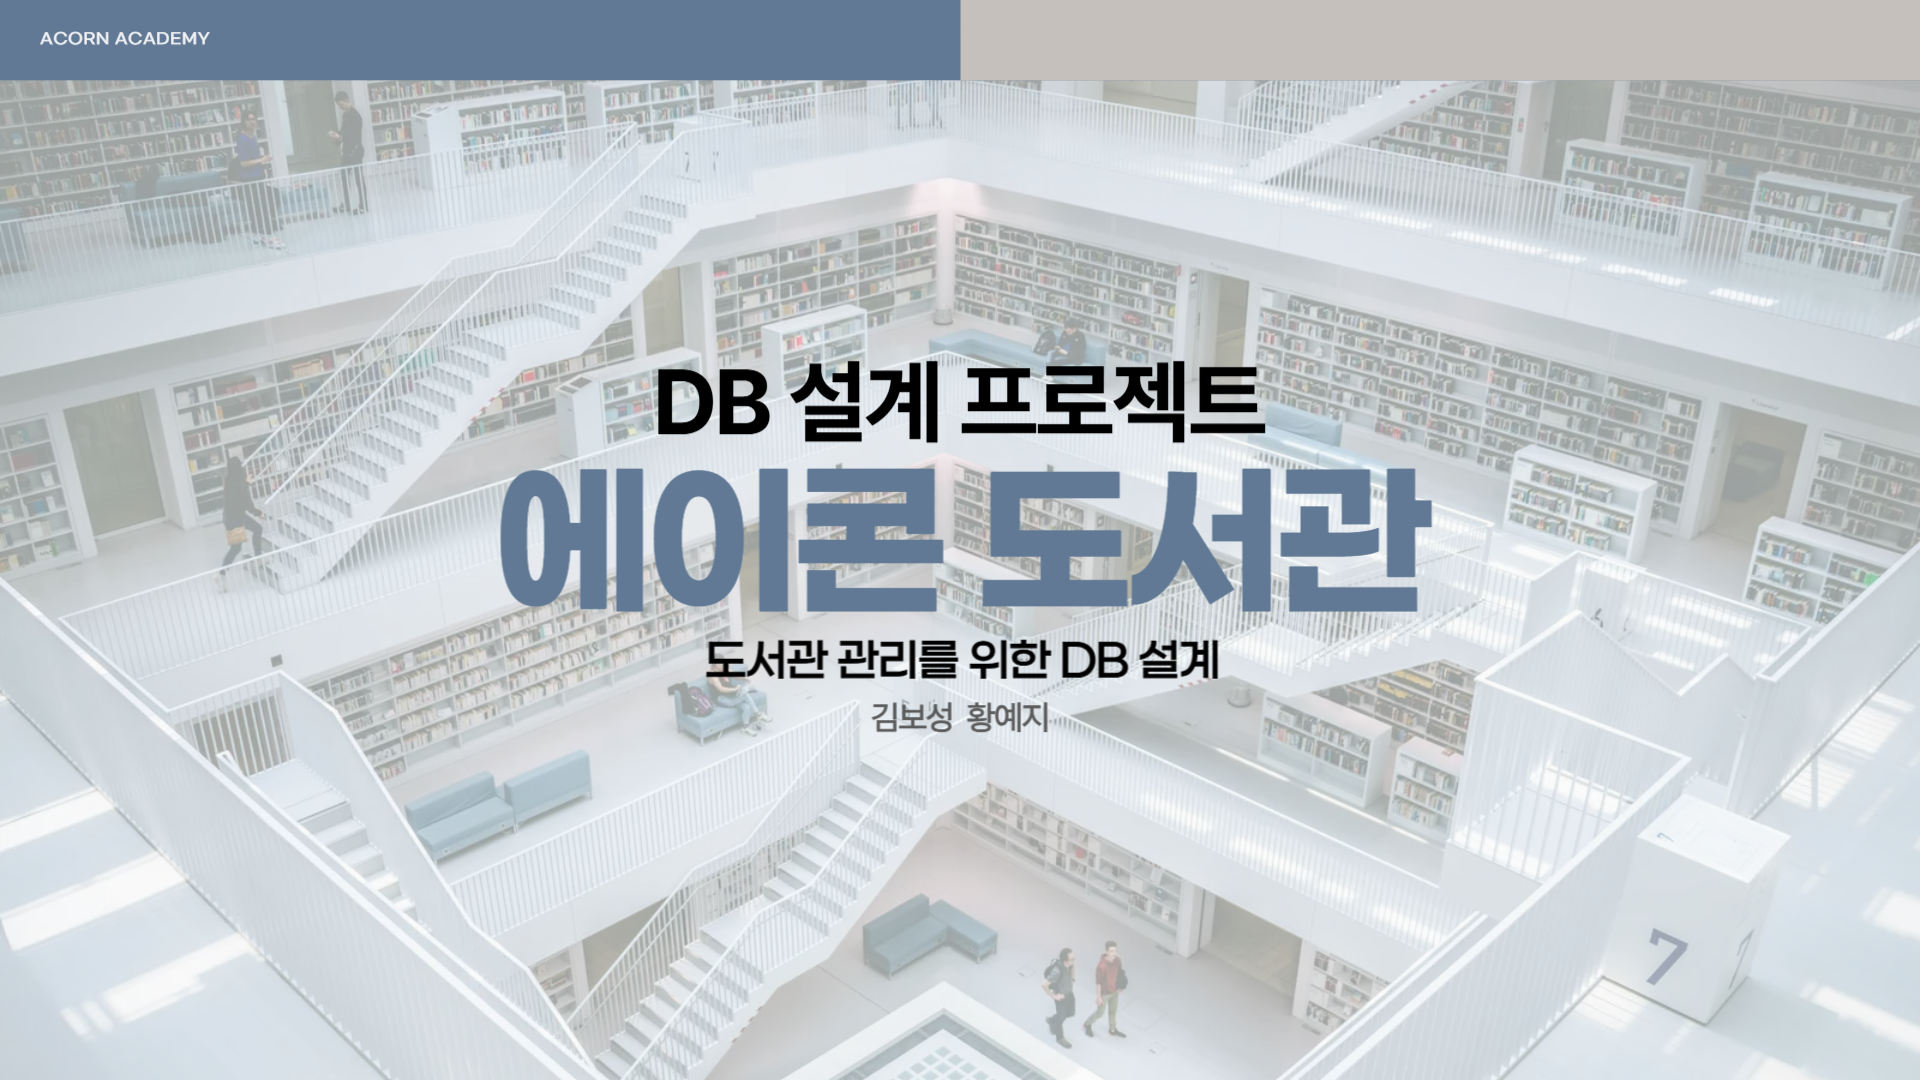 ACORN ACADEMY
DB 설계 프로젝트
에이콘 도서관
도서관 관리를 위한 DB 설계
김보성 황예지
7